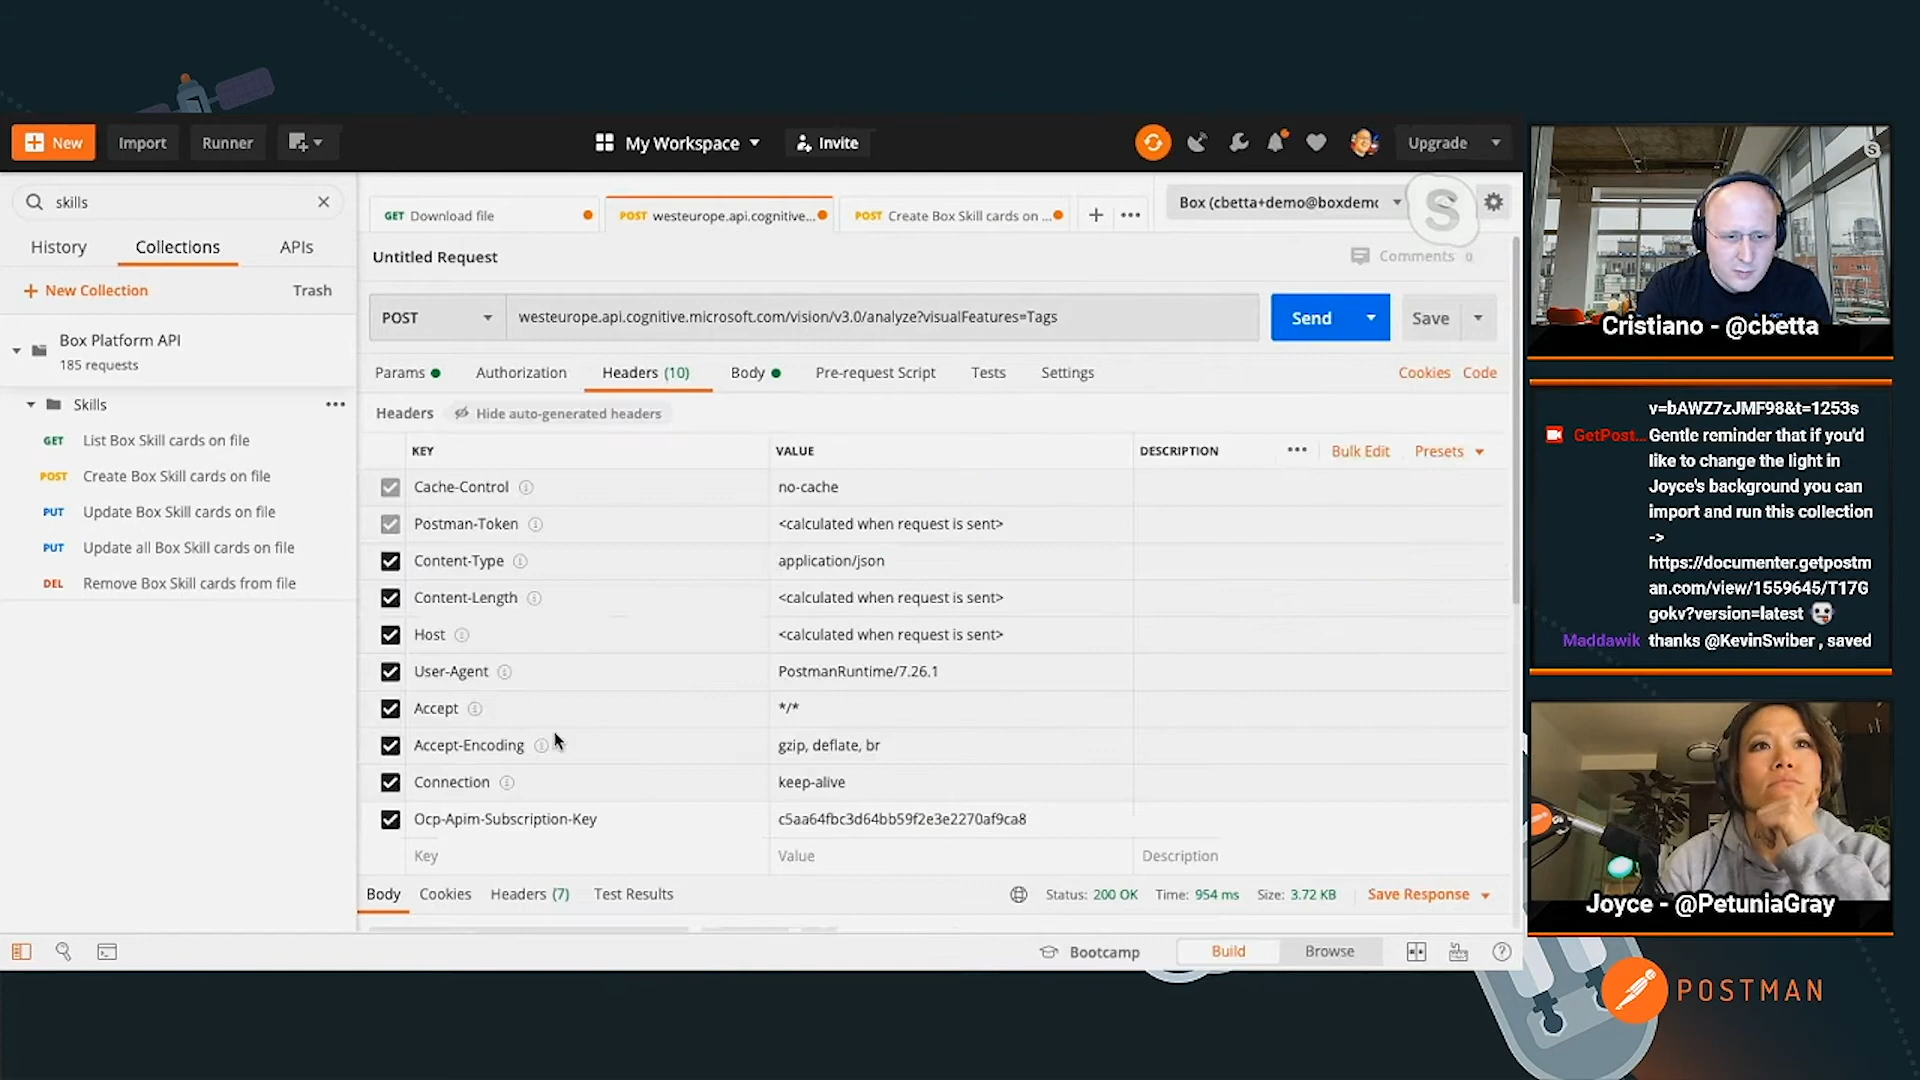 New
Import
Runner
My Workspace
Invite
Upgrade
skills
History
Collections
APIs
New Collection
Trash
Box Platform API
185 requests
Skills
GET List Box Skill cards on file
POST Create Box Skill cards on file
PUT Update Box Skill cards on file
PUT Update all Box Skill cards on file
DEL Remove Box Skill cards from file
GET Download file
POST westeurope.api.cognitive...
POST Create Box Skill cards on ...
Box (cbetta+demo@boxdemc
S
Untitled Request
Comments 0
POST
westeurope.api.cognitive.microsoft.com/vision/v3.0/analyze?visualFeatures=Tags
Send
Save
Params
Authorization
Headers (10)
Body
Pre-request Script
Tests
Settings
Cookies
Code
Headers
Hide auto-generated headers
KEY VALUE DESCRIPTION
Bulk Edit
Presets
Cache-Control no-cache
Postman-Token <calculated when request is sent>
Content-Type application/json
Content-Length <calculated when request is sent>
Host <calculated when request is sent>
User-Agent PostmanRuntime/7.26.1
Accept */*
Accept-Encoding gzip, deflate, br
Connection keep-alive
Ocp-Apim-Subscription-Key c5aa64fbc3d64bb59f2e3e2270af9ca8
Key Value Description
Body
Cookies
Headers (7)
Test Results
Status: 200 OK
Time: 954 ms
Size: 3.72 KB
Save Response
Bootcamp
Build
Browse
Cristiano - @cbetta
v=bAWZ7zJMF98&t=1253s
GetPost... Gentle reminder that if you'd
like to change the light in
Joyce's background you can
import and run this collection
->
https://documenter.getpostm
an.com/view/1559645/T17G
gokv?version=latest
Maddawik thanks @KevinSwiber , saved
Joyce - @PetuniaGray
POSTMAN